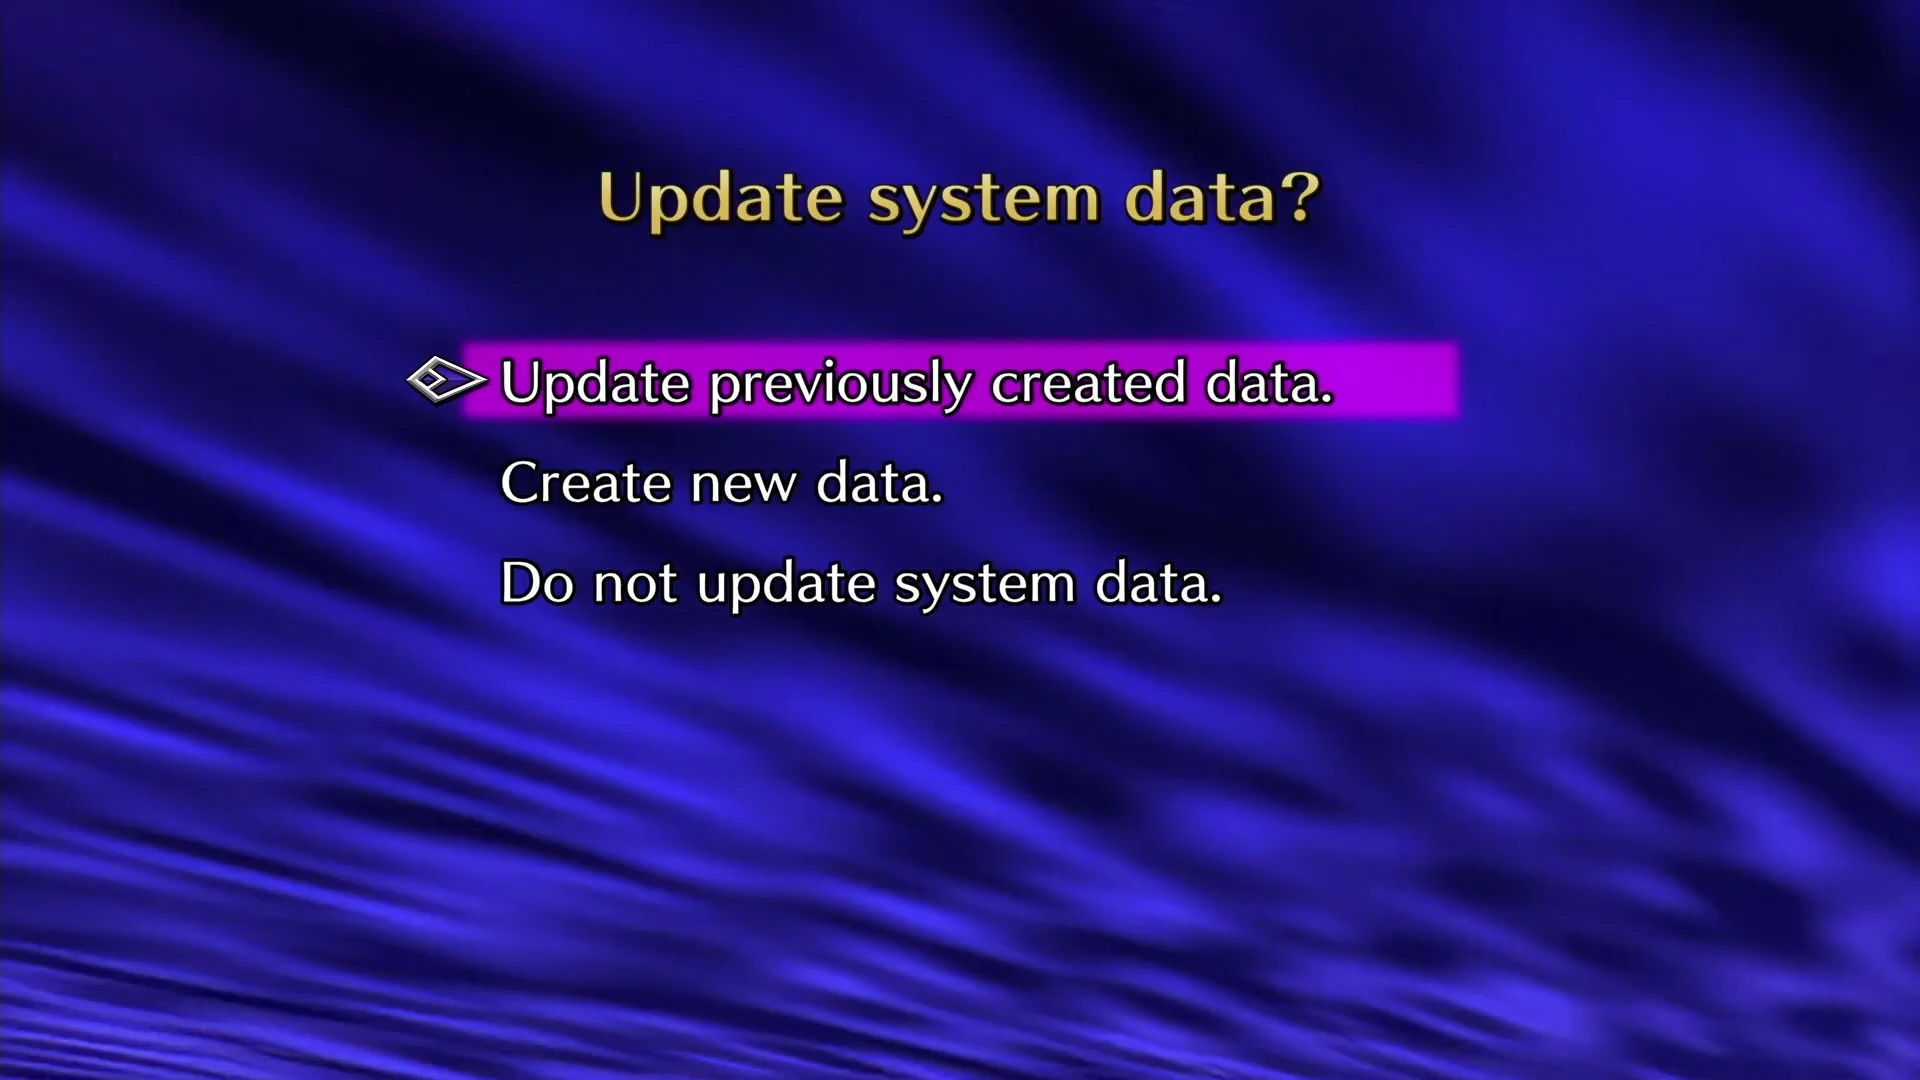 Update system data?
Update previously created data.
Create new data.
Do not update system data.